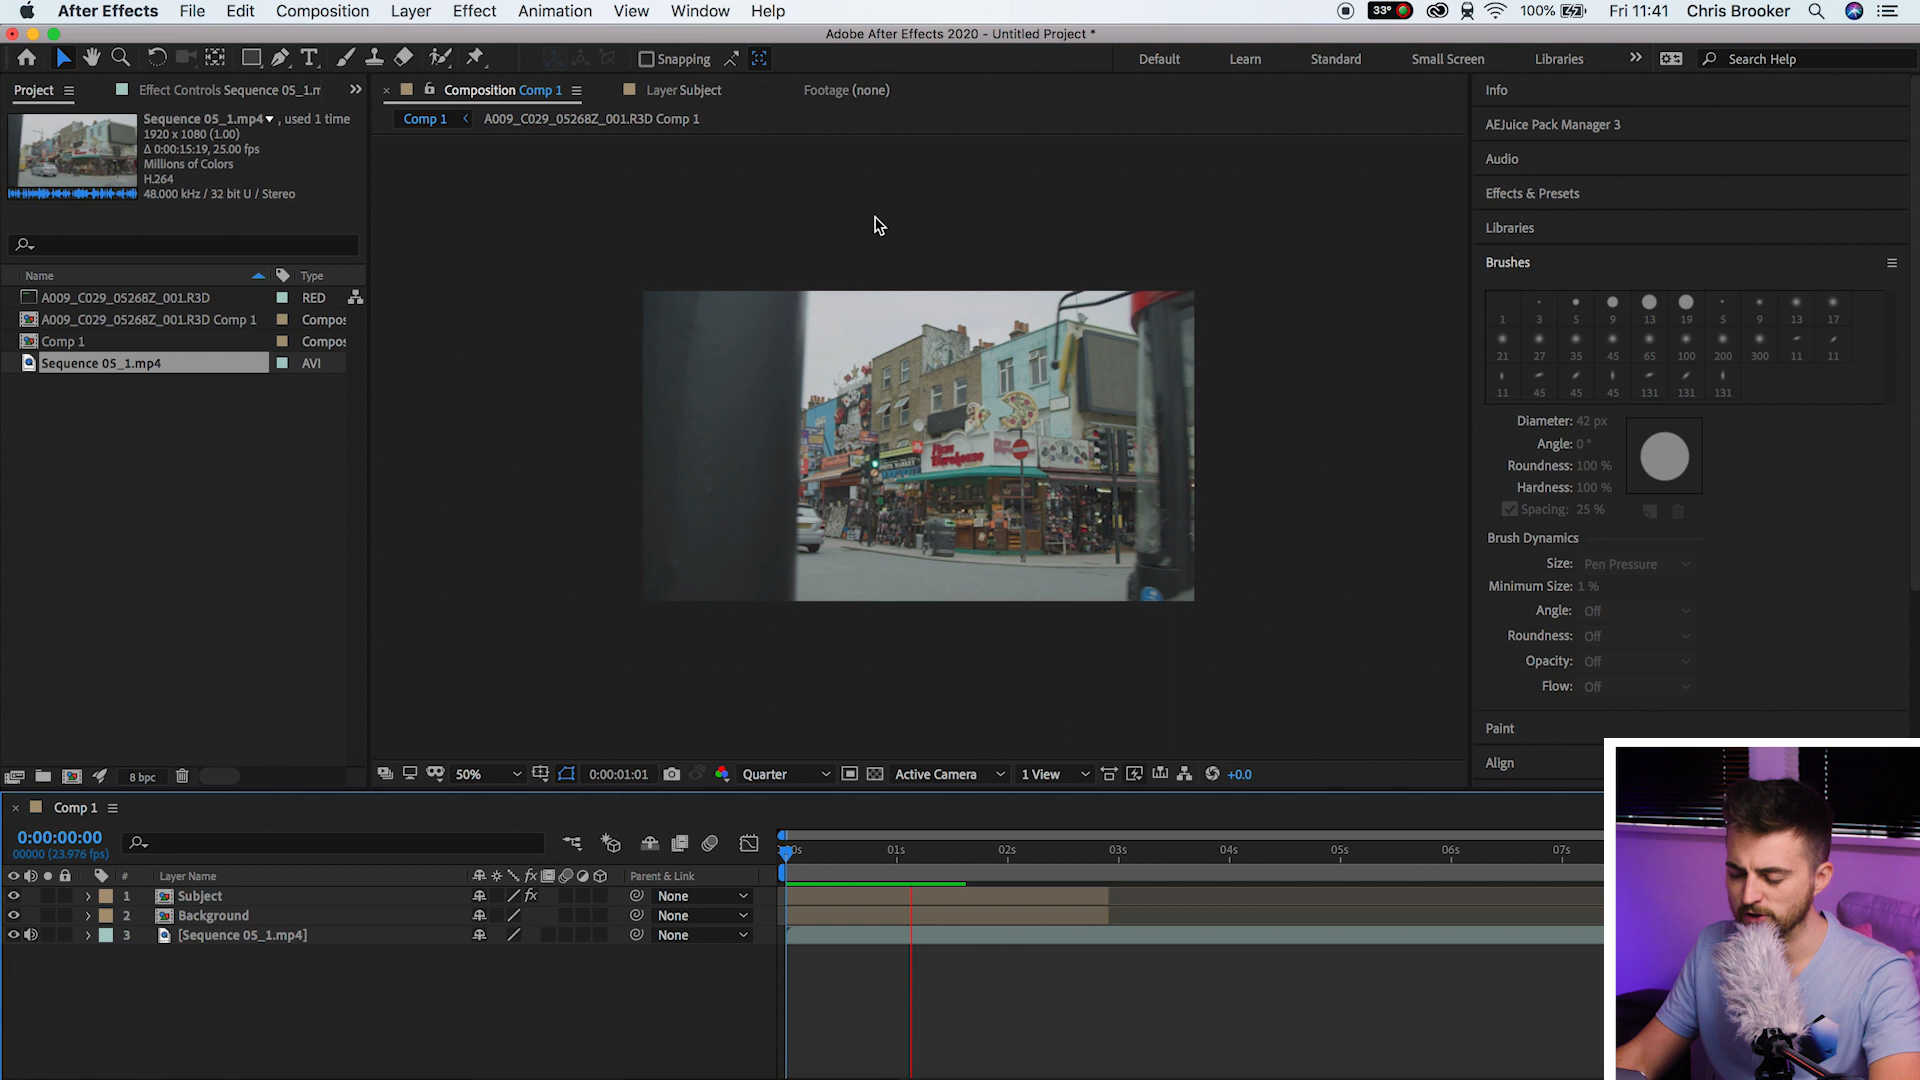 After Effects File Edit Composition Layer Effect Animation View Window Help 33° 100% Fri 11:41 Chris Brooker
Adobe After Effects 2020 - Untitled Project *
Snapping Default Learn Standard Small Screen Libraries Search Help
Project Effect Controls Sequence 05_1.m
Composition Comp 1 Layer Subject Footage (none)
Comp 1 A009_C029_05268Z_001.R3D Comp 1
Sequence 05_1.mp4 , used 1 time
1920 x 1080 (1.00)
Δ 0:00:15:19, 25.00 fps
Millions of Colors
H.264
48.000 kHz / 32 bit U / Stereo
Name Type
A009_C029_05268Z_001.R3D RED
A009_C029_05268Z_001.R3D Comp 1 Compos
Comp 1 Compos
Sequence 05_1.mp4 AVI
8 bpc
Info
AEJuice Pack Manager 3
Audio
Effects & Presets
Libraries
Brushes
1 3 5 9 13 19 5 9 13 17
21 27 35 45 65 100 200 300 11 11
11 45 45 45 131 131 131
Diameter: 42 px
Angle: 0 °
Roundness: 100 %
Hardness: 100 %
Spacing: 25 %
Brush Dynamics
Size: Pen Pressure
Minimum Size: 1 %
Angle: Off
Roundness: Off
Opacity: Off
Flow: Off
Paint
Align
50% 0:00:01:01 Quarter Active Camera 1 View +0.0
Comp 1
0:00:00:00
00000 (23.976 fps)
# Layer Name fx Parent & Link
1 Subject fx None
2 Background None
3 [Sequence 05_1.mp4] None
01s 02s 03s 04s 05s 06s 07s